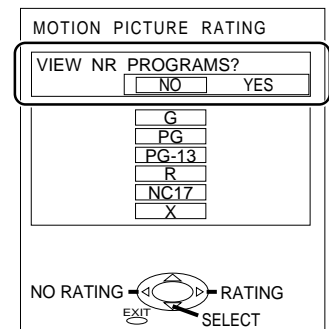 MOTION PICTURE RATING
VIEW NR PROGRAMS?
NO YES
G
PG
PG-13
R
NC17
X
NO RATING RATING
EXIT SELECT